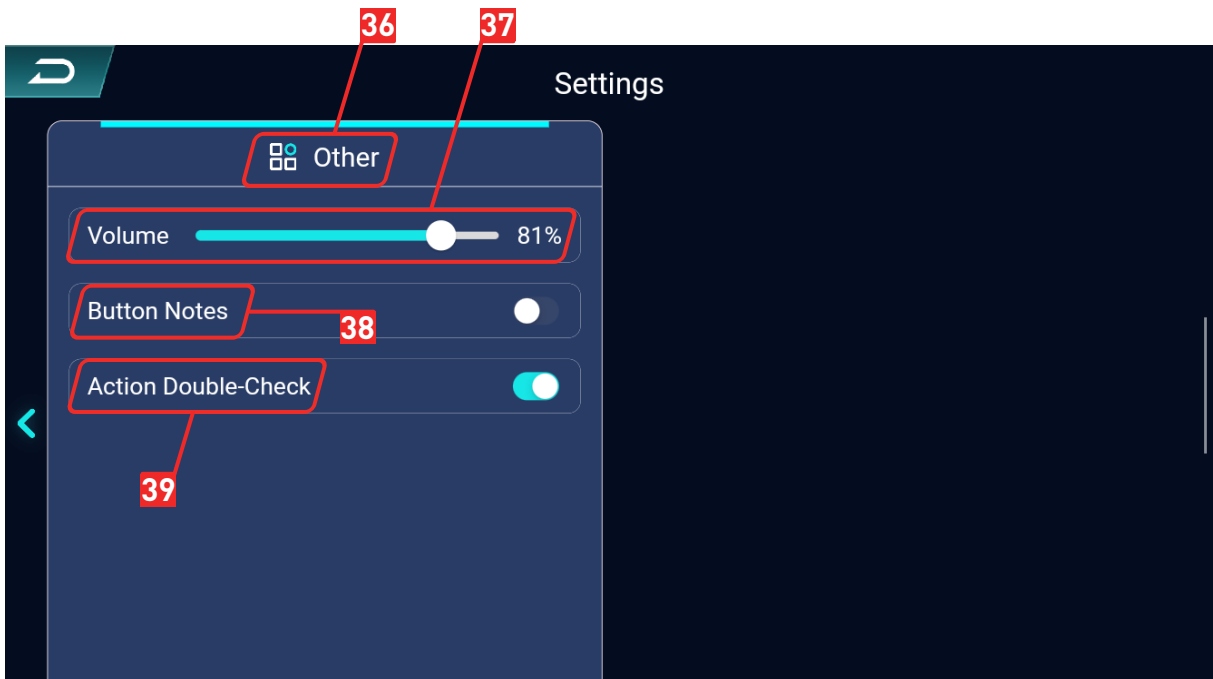 36 37
Settings
Other
Volume 81%
Button Notes
38
Action Double-Check
39